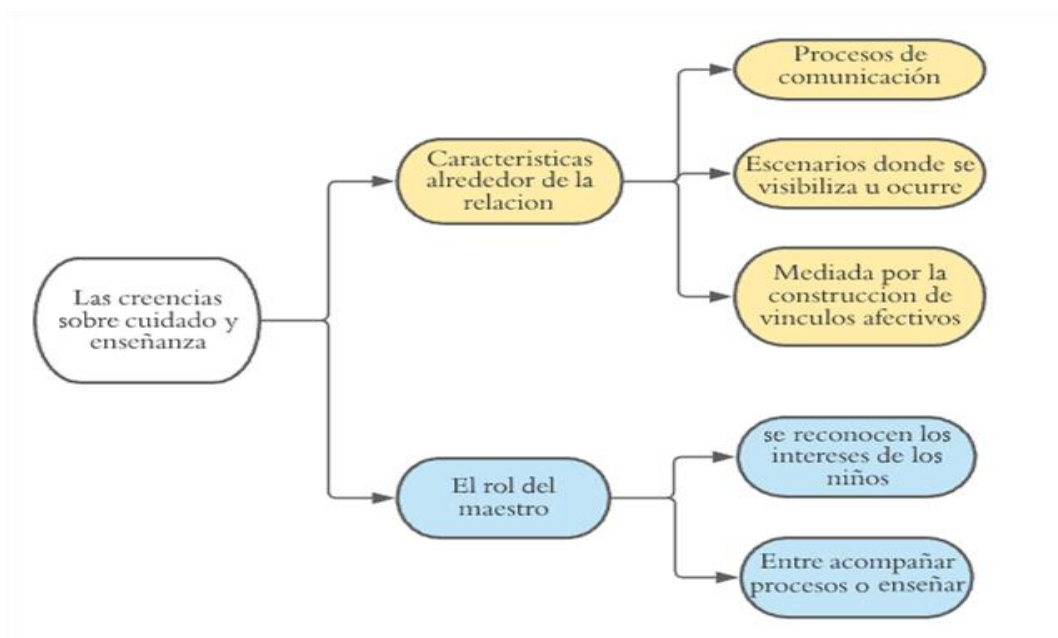 Procesos de
comunicación
Caracteristicas
alrededor de la
relacion
Escenarios donde se
visibiliza u ocurre
Mediada por la
construccion de
vinculos afectivos
Las creencias
sobre cuidado y
enseñanza
se reconocen los
intereses de los
niños
El rol del
maestro
Entre acompañar
procesos o enseñar